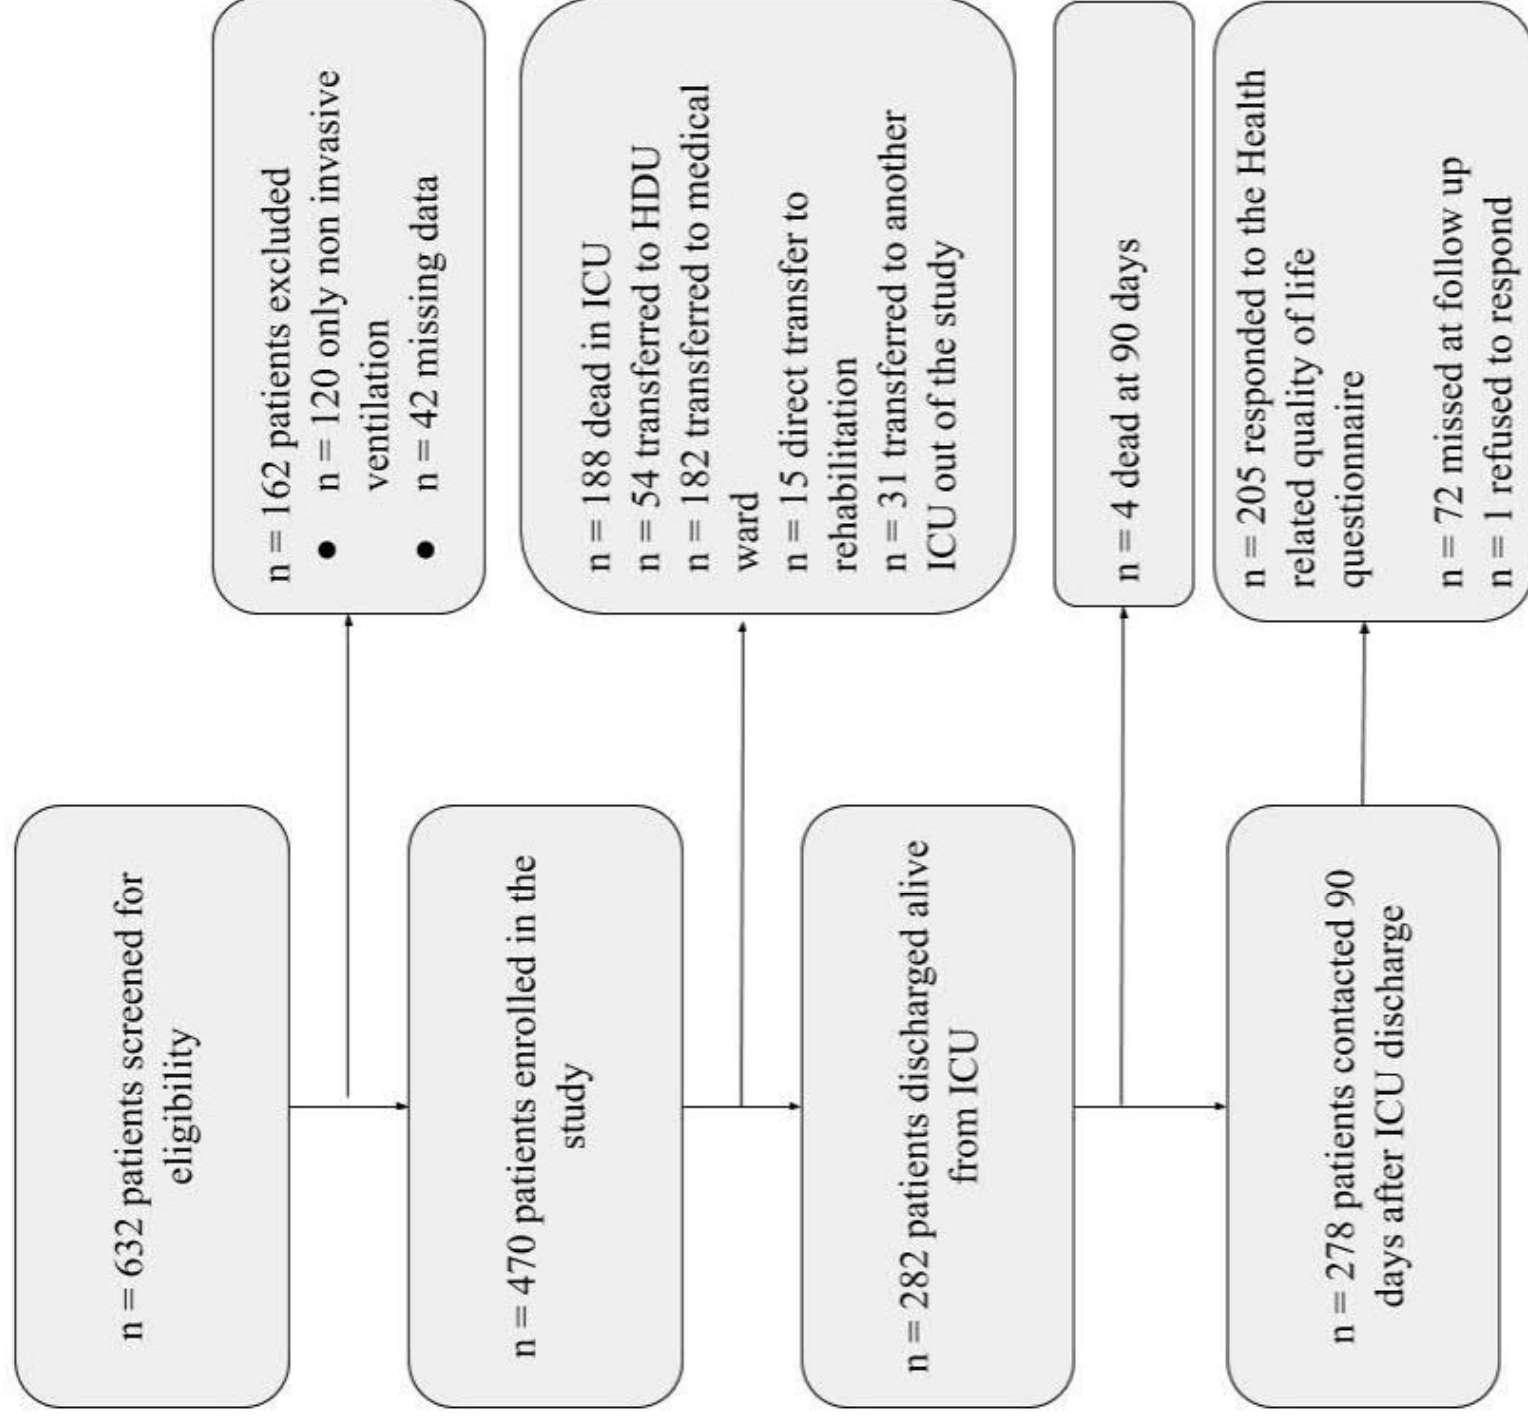 n = 632 patients screened for
eligibility
n = 162 patients excluded
● n = 120 only non invasive
ventilation
● n = 42 missing data
n = 470 patients enrolled in the
study
n = 188 dead in ICU
n = 54 transferred to HDU
n = 182 transferred to medical
ward
n = 15 direct transfer to
rehabilitation
n = 31 transferred to another
ICU out of the study
n = 282 patients discharged alive
from ICU
n = 4 dead at 90 days
n = 278 patients contacted 90
days after ICU discharge
n = 205 responded to the Health
related quality of life
questionnaire
n = 72 missed at follow up
n = 1 refused to respond